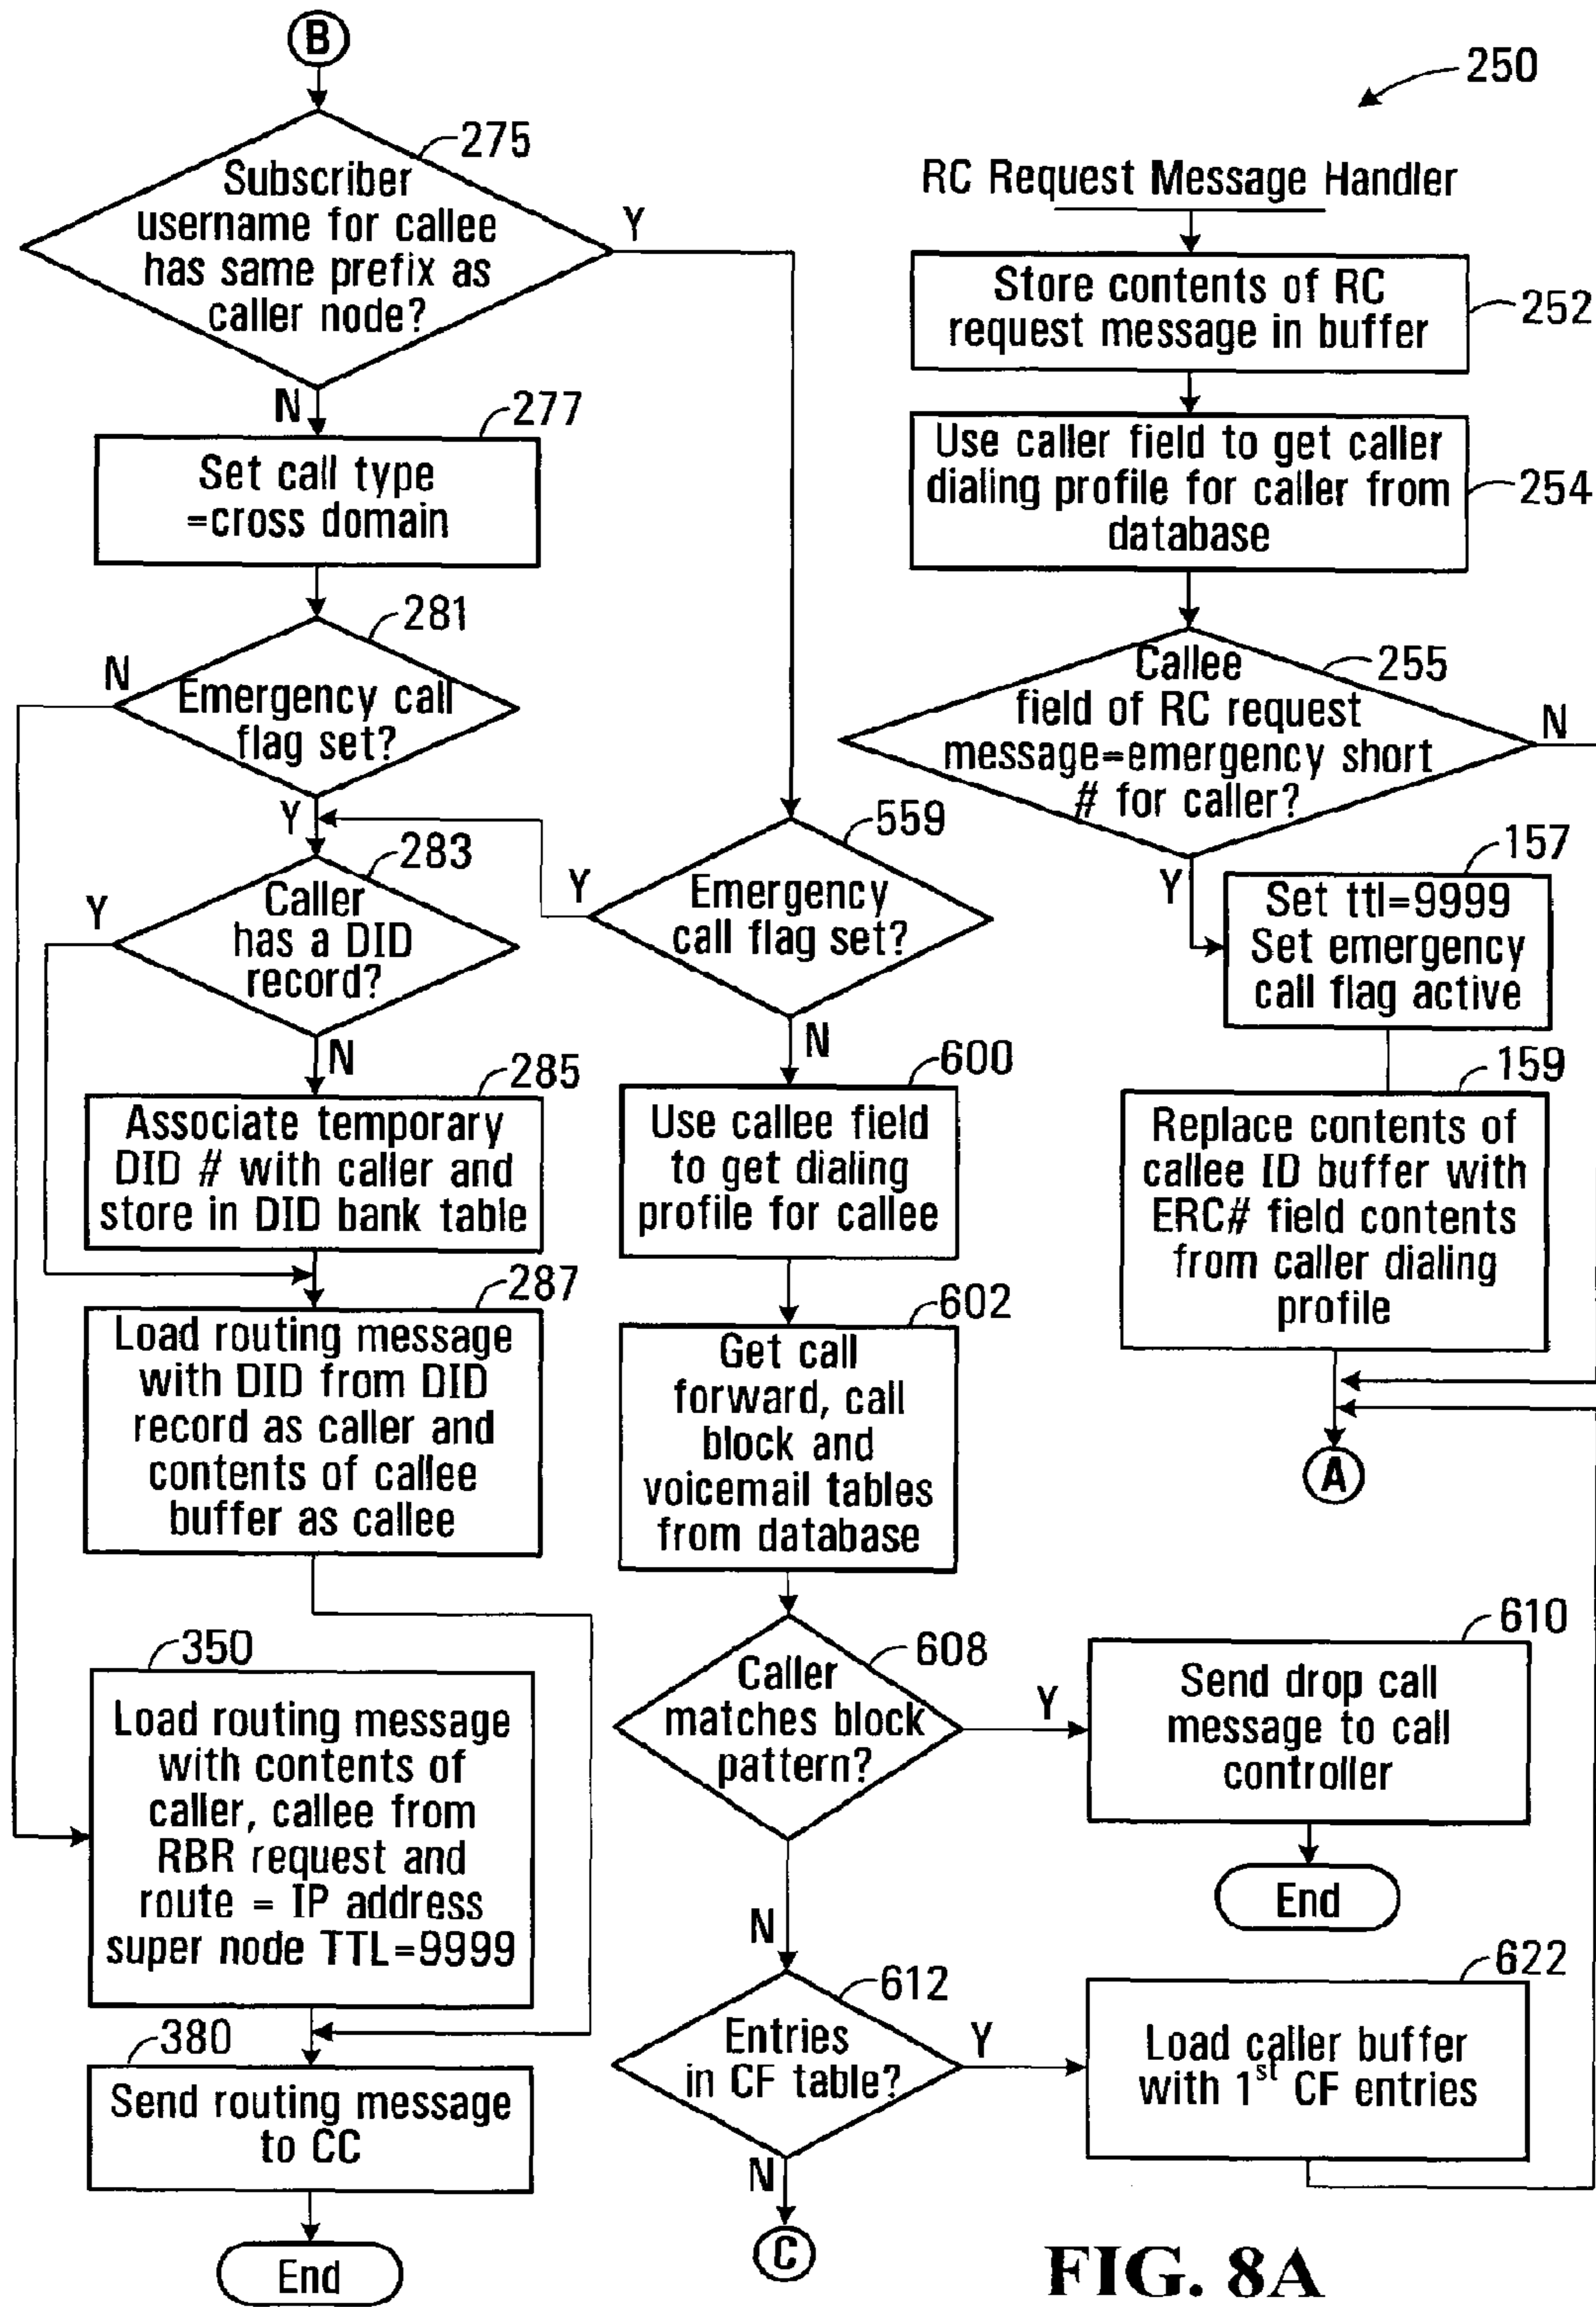 B
275
Subscriber
username for callee
has same prefix as
caller node?
Y
N
277
Set call type
=cross domain
281
N
Emergency call
flag set?
Y
283
Y
Caller
has a DID
record?
N
285
Associate temporary
DID # with caller and
store in DID bank table
287
Load routing message
with DID from DID
record as caller and
contents of callee
buffer as callee
350
Load routing message
with contents of
caller, callee from
RBR request and
route = IP address
super node TTL=9999
380
Send routing message
to CC
End
559
Y
Emergency
call flag set?
N
600
Use callee field
to get dialing
profile for callee
602
Get call
forward, call
block and
voicemail tables
from database
608
Caller
matches block
pattern?
Y
N
610
Send drop call
message to call
controller
End
612
Entries
in CF table?
Y
N
C
622
Load caller buffer
with 1st CF entries
250
RC Request Message Handler
Store contents of RC
request message in buffer
252
Use caller field to get caller
dialing profile for caller from
database
254
255
Callee
field of RC request
message=emergency short
# for caller?
N
Y
157
Set ttl=9999
Set emergency
call flag active
159
Replace contents of
callee ID buffer with
ERC# field contents
from caller dialing
profile
A
FIG. 8A